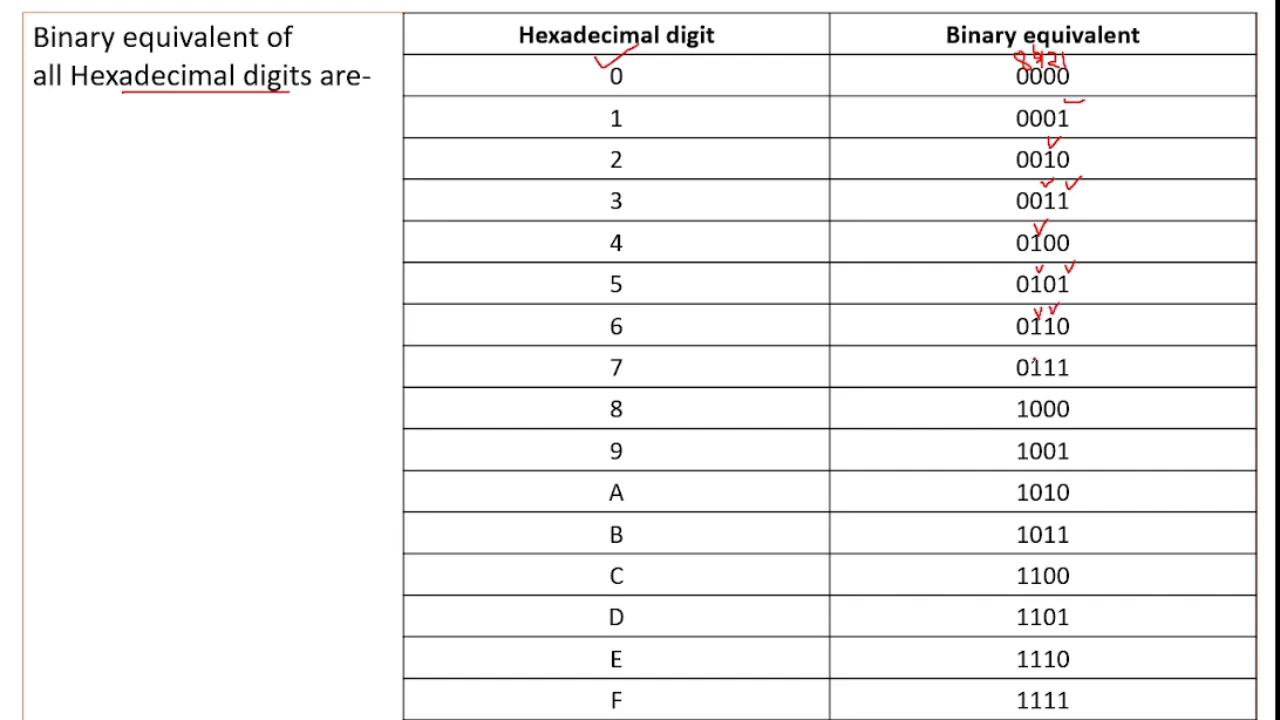 Binary equivalent of
all Hexadecimal digits are-
Hexadecimal digit Binary equivalent
8421
0 0000
1 0001
2 0010
3 0011
4 0100
5 0101
6 0110
7 0111
8 1000
9 1001
A 1010
B 1011
C 1100
D 1101
E 1110
F 1111